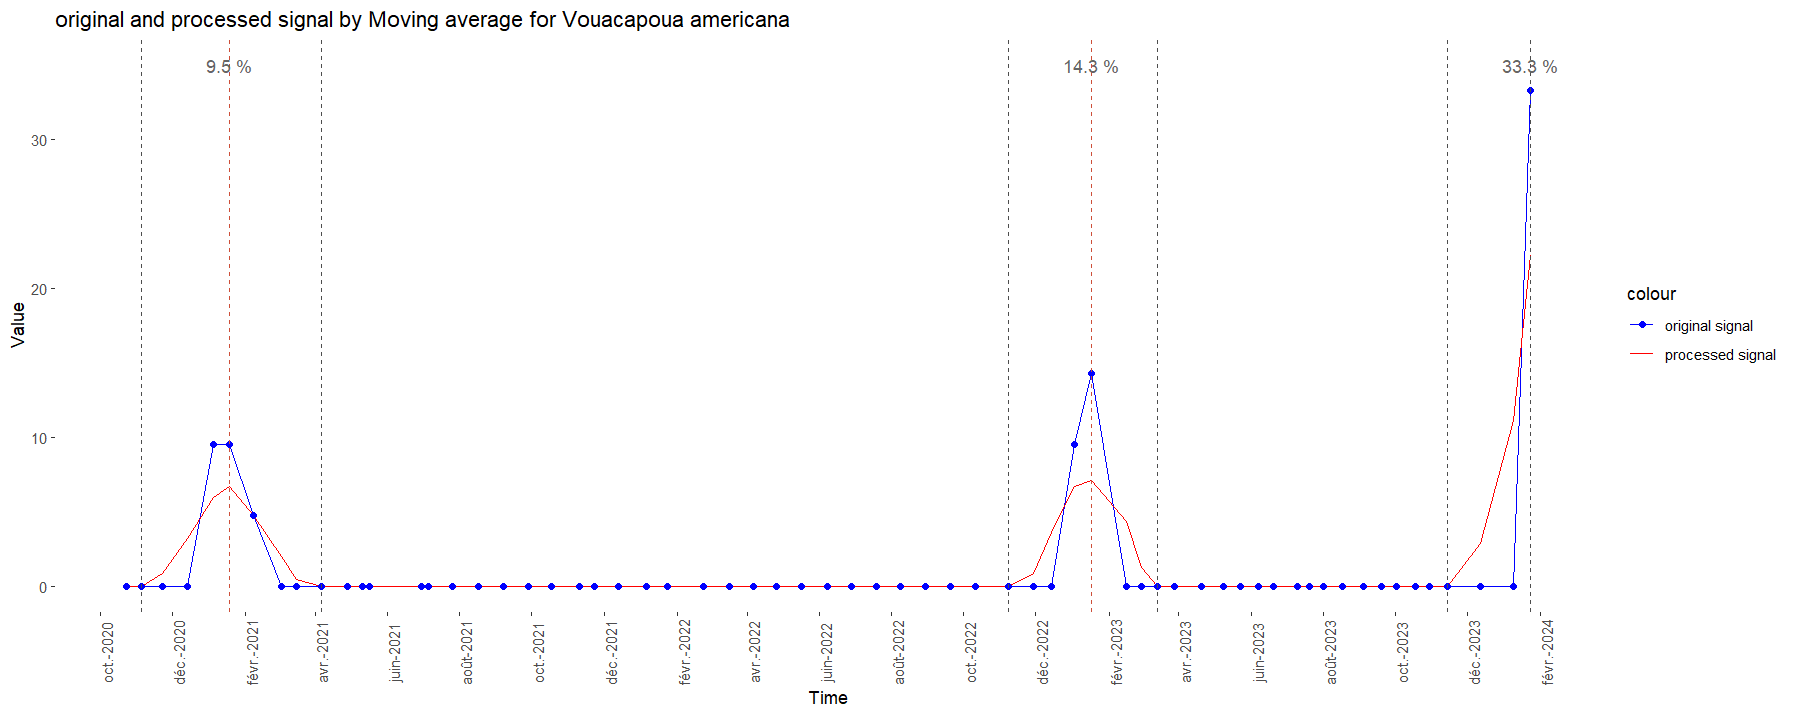 original and processed signal by Moving average for Vouacapoua americana
9.5 %
14.3 %
33.3 %
30
20
10
0
Value
oct.-2020
déc.-2020
févr.-2021
avr.-2021
juin-2021
août-2021
oct.-2021
déc.-2021
févr.-2022
avr.-2022
juin-2022
août-2022
oct.-2022
déc.-2022
févr.-2023
avr.-2023
juin-2023
août-2023
oct.-2023
déc.-2023
févr.-2024
Time
colour
original signal
processed signal